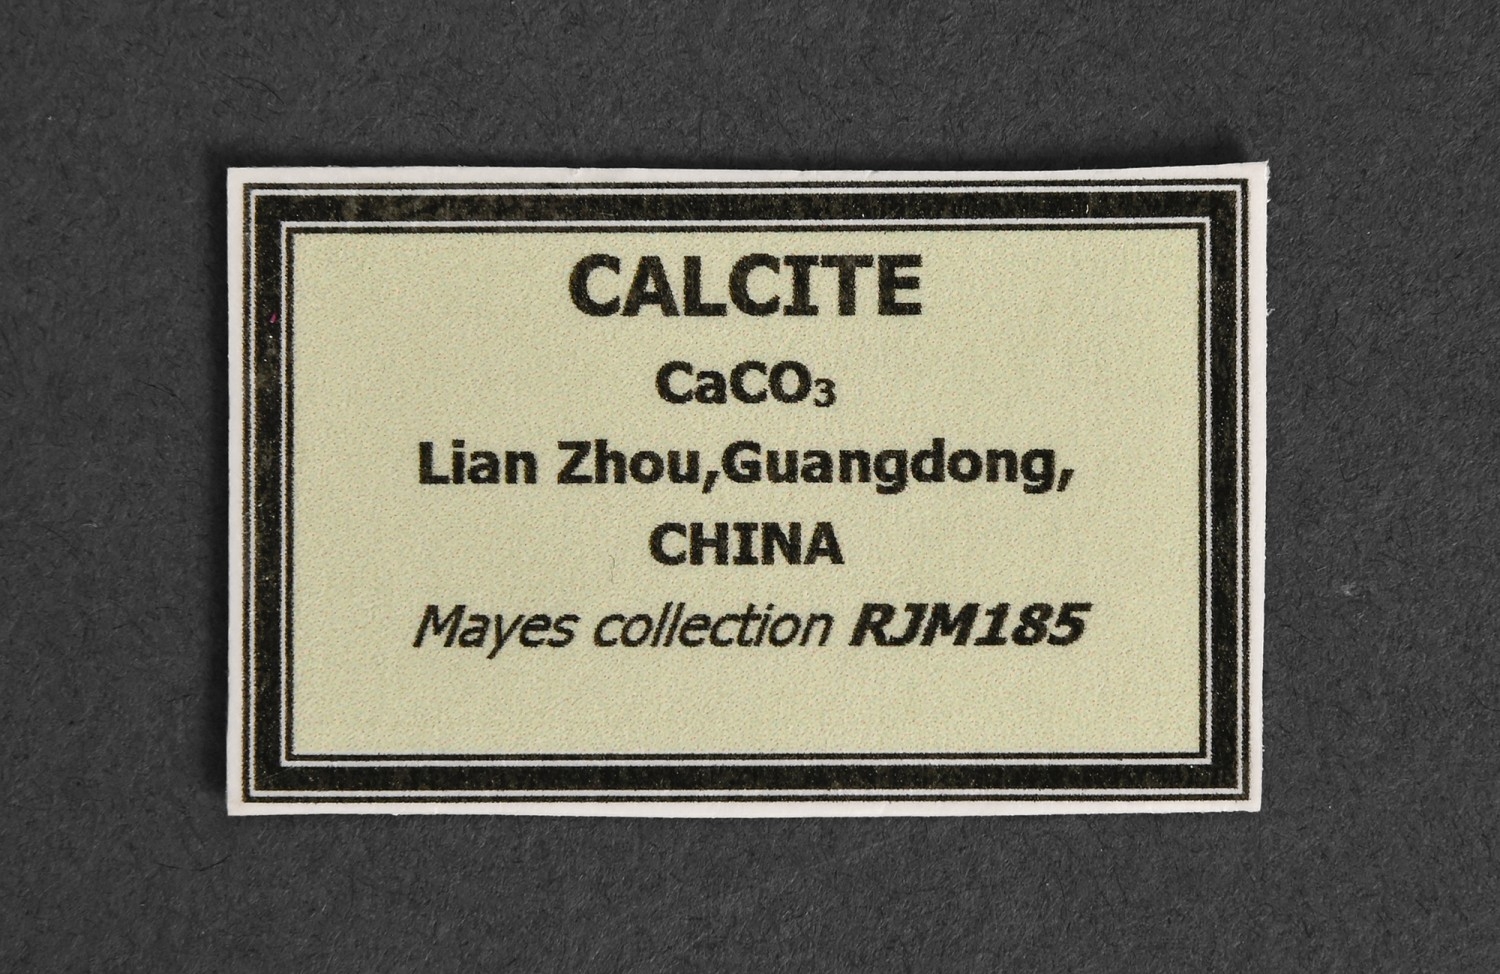 CALCITE
CaCO₃
Lian Zhou,Guangdong,
CHINA
Mayes collection RJM185